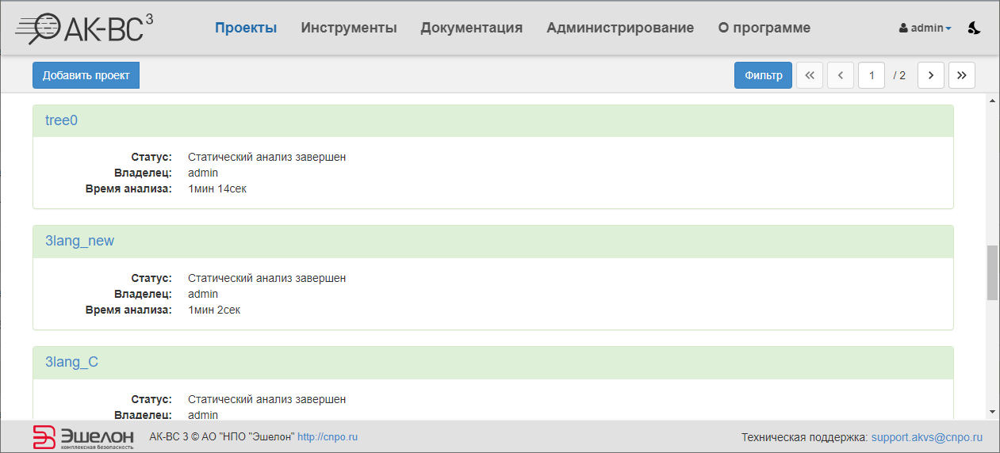 АК-ВС 3
Проекты Инструменты Документация Администрирование О программе admin
Добавить проект Фильтр « ‹ 1 / 2 › »
tree0
Статус: Статический анализ завершен
Владелец: admin
Время анализа: 1мин 14сек
3lang_new
Статус: Статический анализ завершен
Владелец: admin
Время анализа: 1мин 2сек
3lang_C
Статус: Статический анализ завершен
Владелец: admin
Эшелон
комплексная безопасность
АК-ВС 3 © АО "НПО "Эшелон" http://cnpo.ru
Техническая поддержка: support.akvs@cnpo.ru